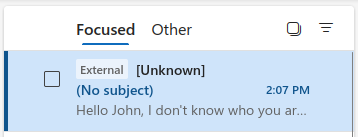 Focused Other
External [Unknown]
(No subject) 2:07 PM
Hello John, I don't know who you ar...